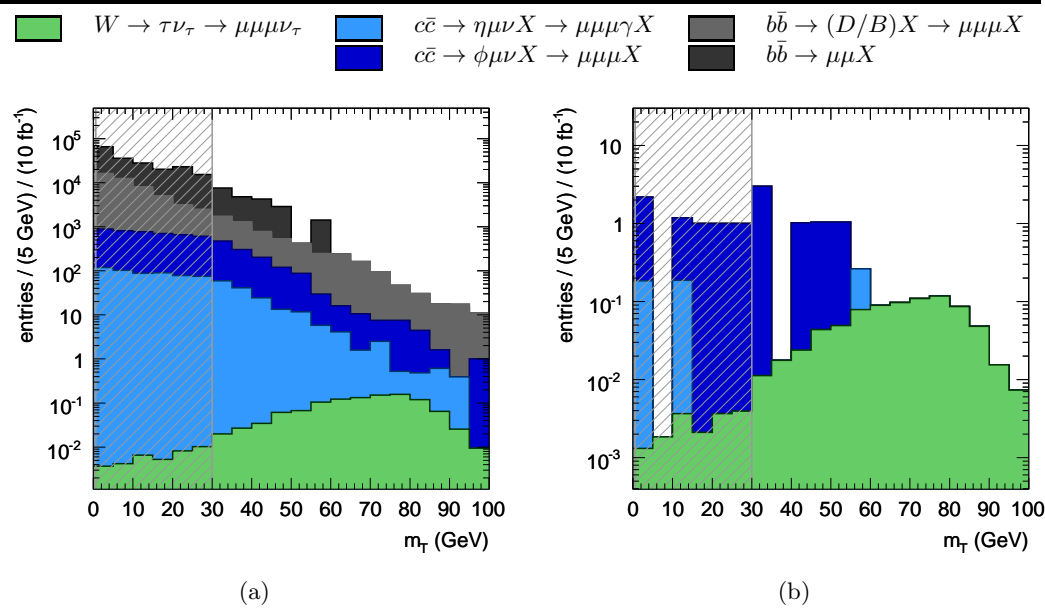 W → τν_τ → μμμν_τ
cc̄ → ημνX → μμμγX
bb̄ → (D/B)X → μμμX
cc̄ → φμνX → μμμX
bb̄ → μμX
entries / (5 GeV) / (10 fb⁻¹)
10⁵
10⁴
10³
10²
10
1
10⁻¹
10⁻²
0 10 20 30 40 50 60 70 80 90 100
m_T (GeV)
(a)
entries / (5 GeV) / (10 fb⁻¹)
10
1
10⁻¹
10⁻²
10⁻³
0 10 20 30 40 50 60 70 80 90 100
m_T (GeV)
(b)